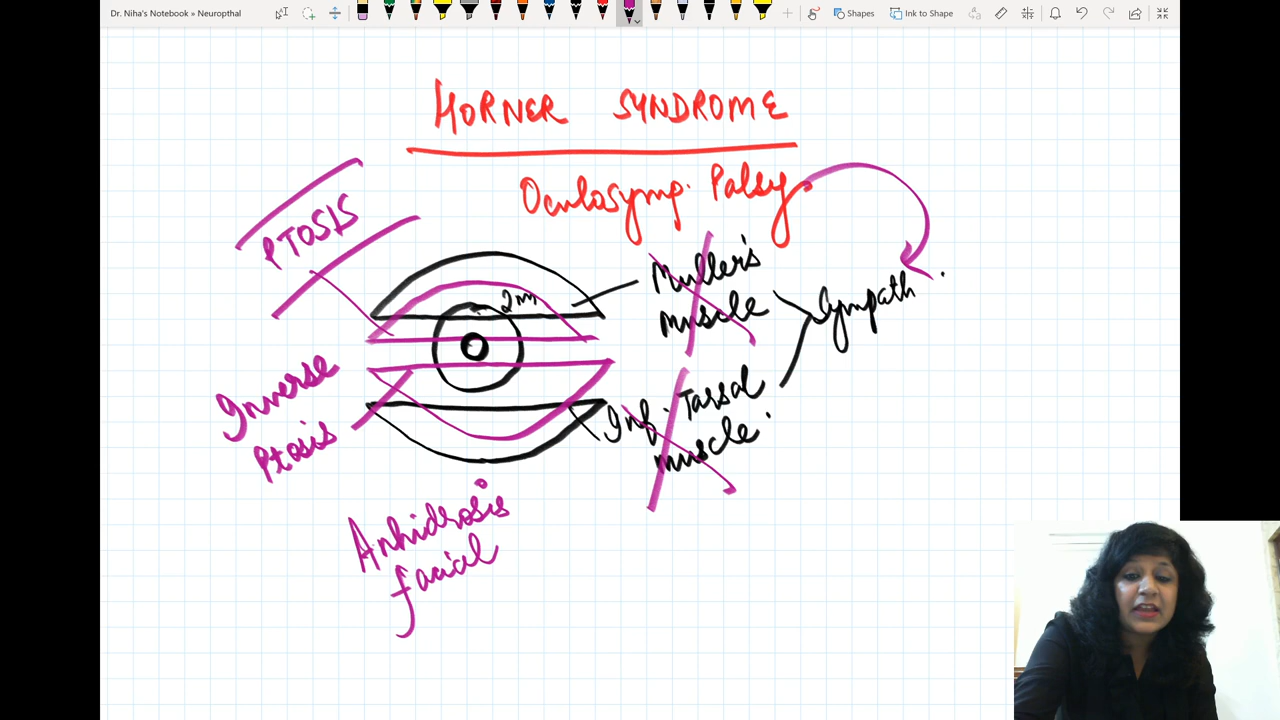 Dr. Niha's Notebook » Neuropthal
Shapes
Ink to Shape
HORNER SYNDROME
Oculosymp. Palsy
PTOSIS
2m
Muller's
muscle
Sympath.
Inverse
Ptosis
Inf. Tarsal
muscle
Anhidrosis
facial